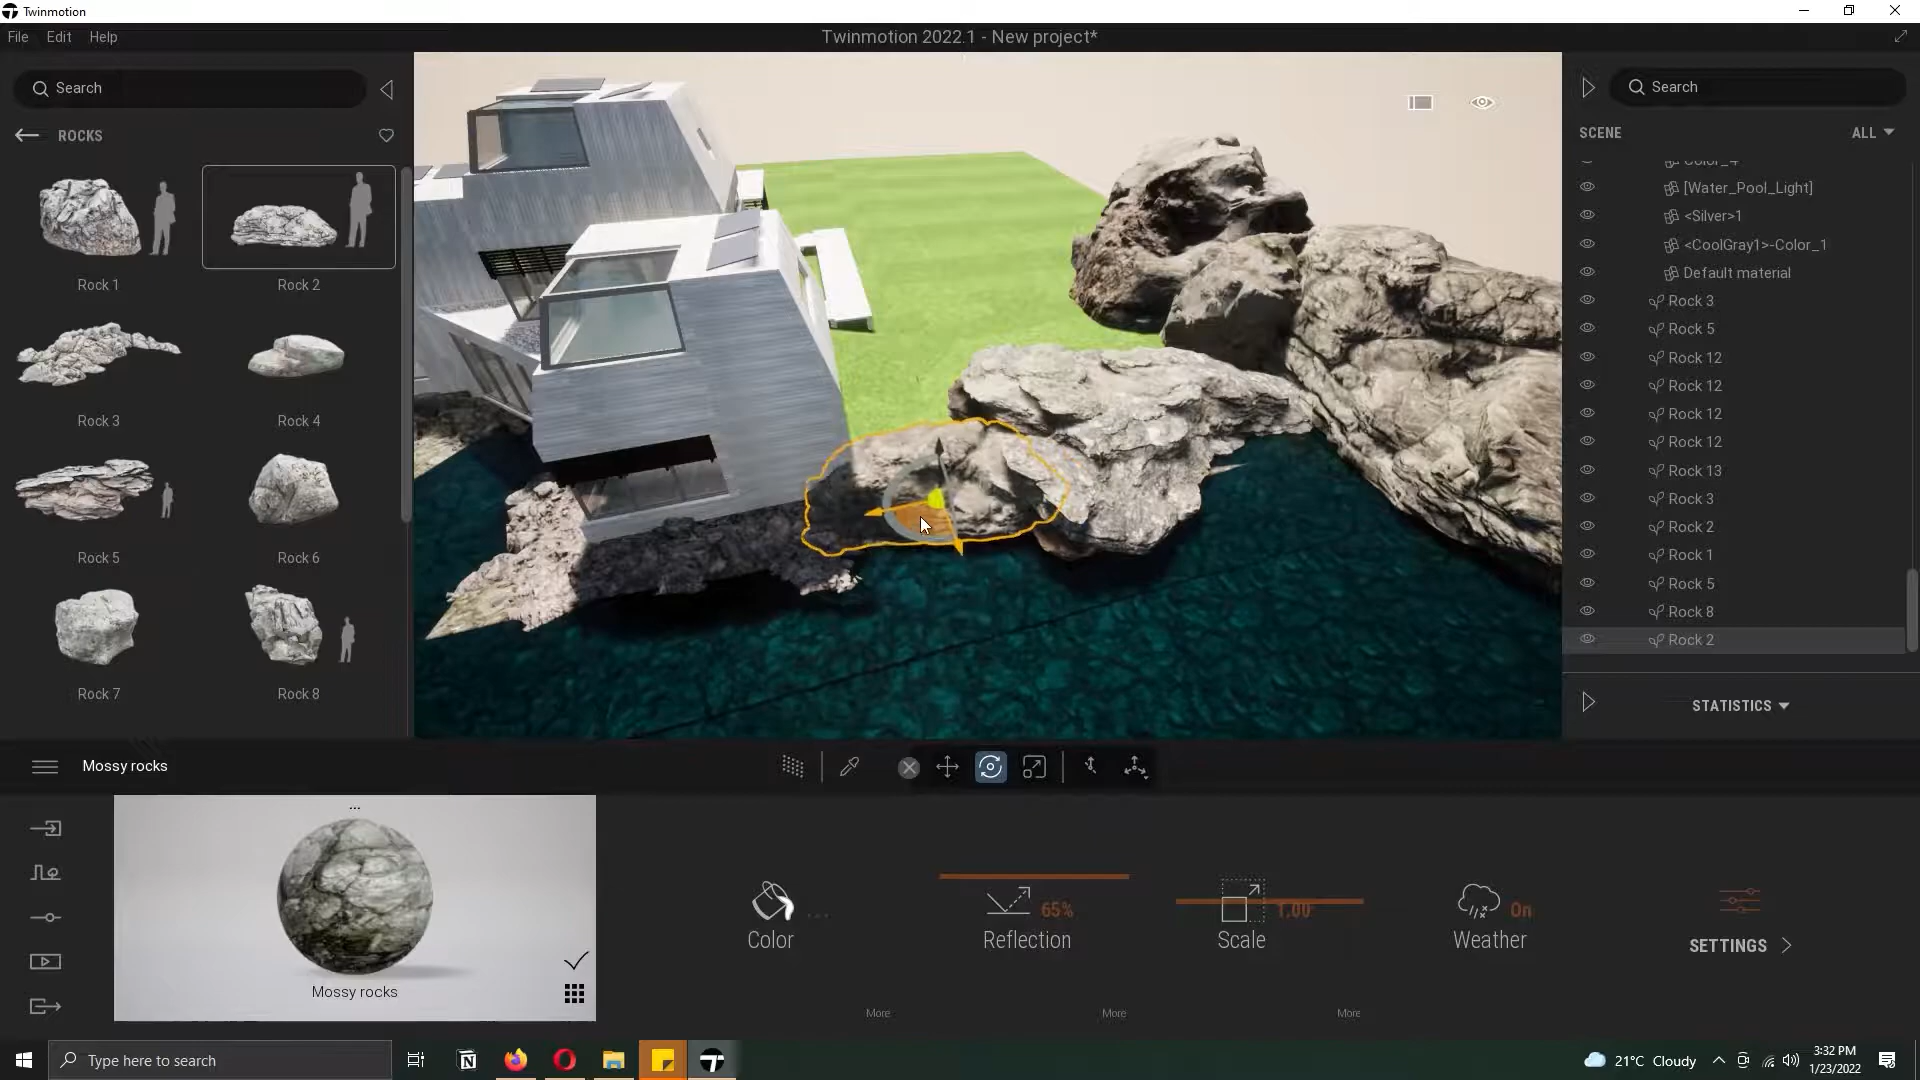 Twinmotion
File Edit Help
Twinmotion 2022.1 - New project*
Search
ROCKS
Rock 1
Rock 2
Rock 3
Rock 4
Rock 5
Rock 6
Rock 7
Rock 8
Search
SCENE
ALL
Color_4
[Water_Pool_Light]
<Silver>1
<CoolGray1>-Color_1
Default material
Rock 3
Rock 5
Rock 12
Rock 12
Rock 12
Rock 12
Rock 13
Rock 3
Rock 2
Rock 1
Rock 5
Rock 8
Rock 2
STATISTICS
Mossy rocks
...
Mossy rocks
Color ...
More
65%
Reflection
More
1.00
Scale
More
On
Weather
SETTINGS
Type here to search
21°C Cloudy
3:32 PM
1/23/2022